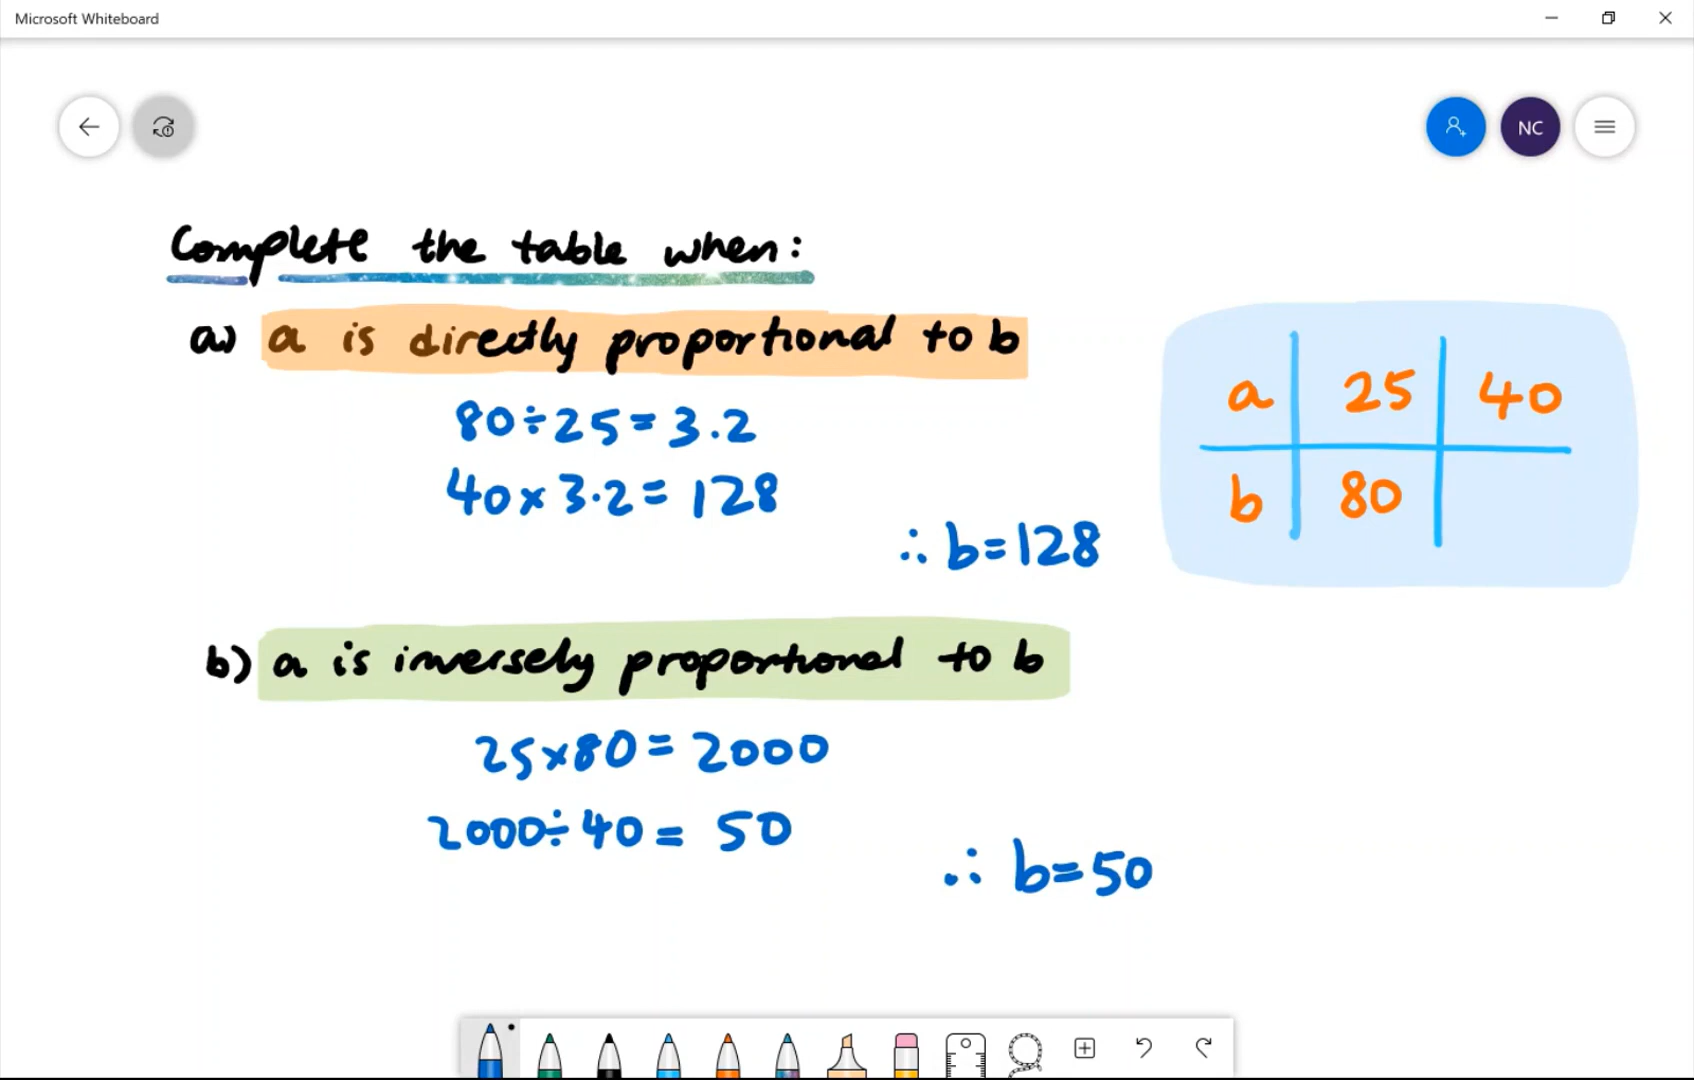 Microsoft Whiteboard
NC
Complete the table when:
a) a is directly proportional to b
80÷25=3.2
40×3.2=128
∴ b=128
a 25 40
b 80
b) a is inversely proportional to b
25×80=2000
2000÷40=50
∴ b=50